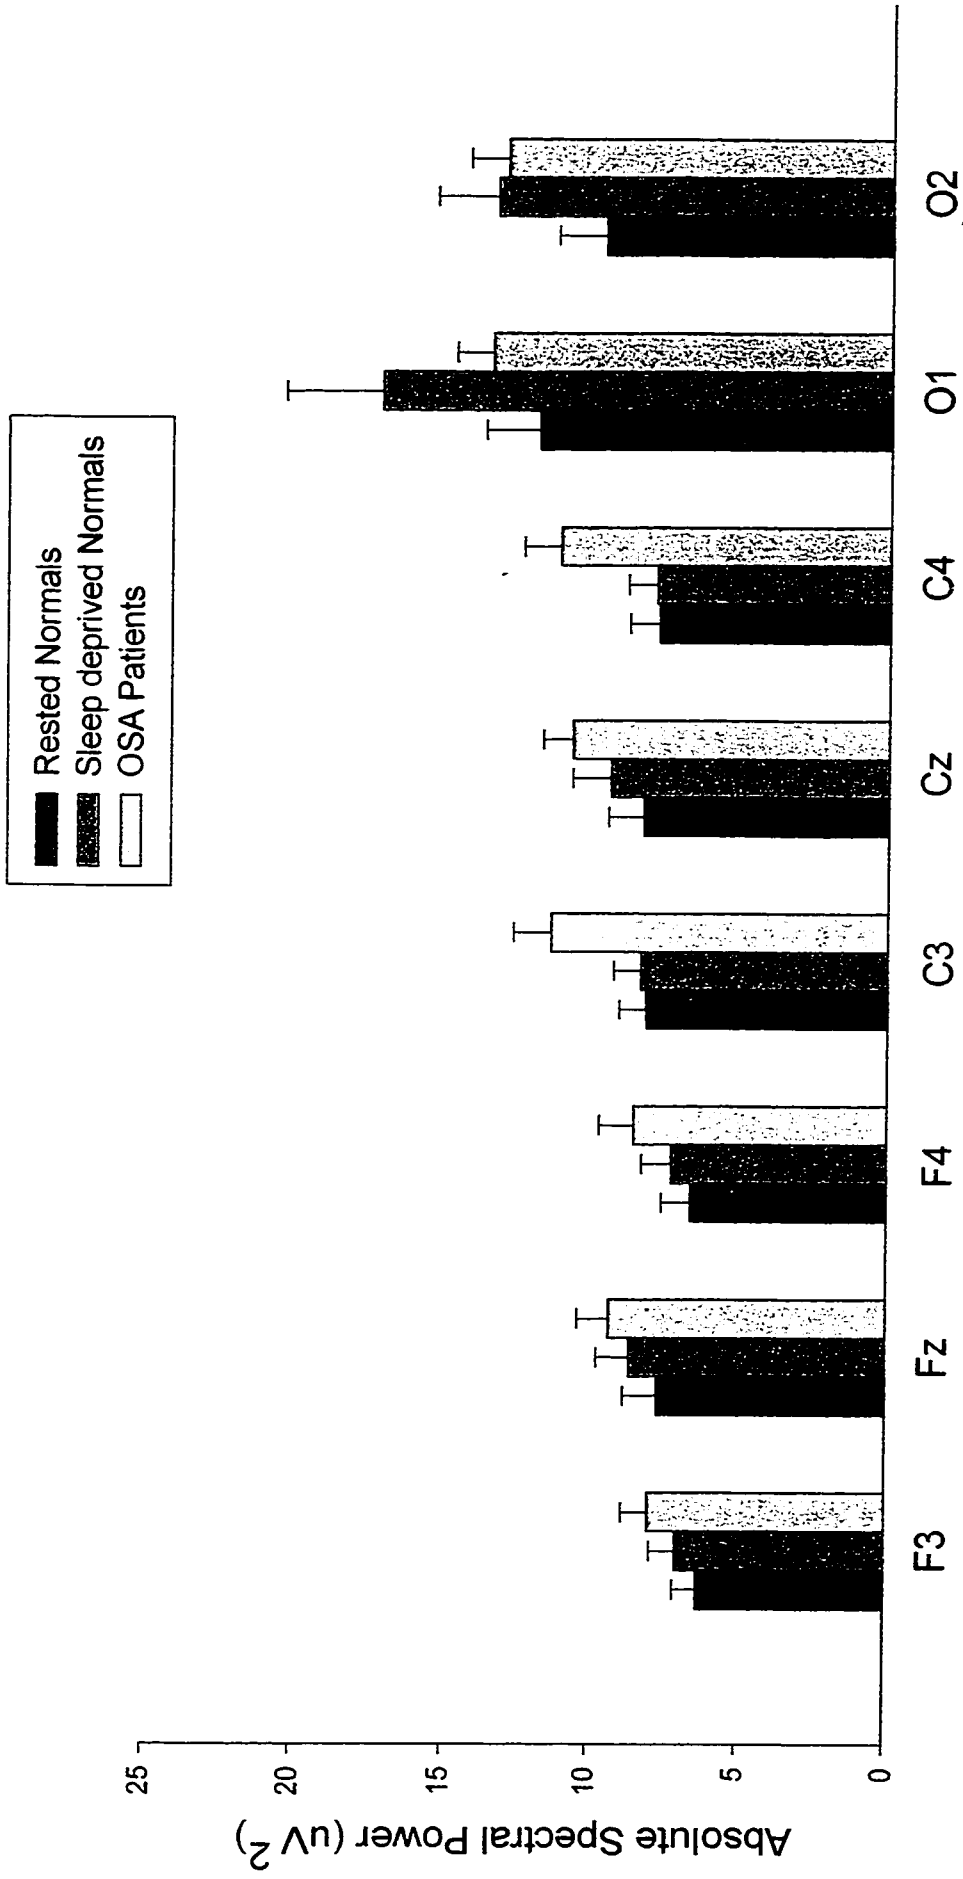 Rested Normals
Sleep deprived Normals
OSA Patients
Absolute Spectral Power (uV 2)
25
20
15
10
5
0
F3
Fz
F4
C3
Cz
C4
O1
O2